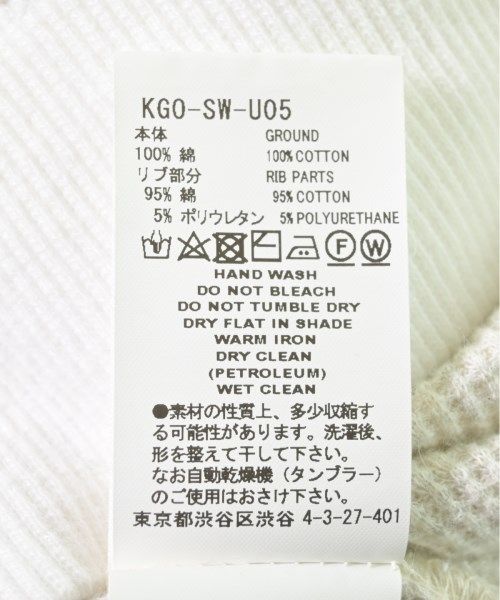 KGO-SW-U05
本体 GROUND
100% 綿 100% COTTON
リブ部分 RIB PARTS
95% 綿 95% COTTON
5% ポリウレタン 5% POLYURETHANE
F W
HAND WASH
DO NOT BLEACH
DO NOT TUMBLE DRY
DRY FLAT IN SHADE
WARM IRON
DRY CLEAN
(PETROLEUM)
WET CLEAN
●素材の性質上、多少収縮す
る可能性があります。洗濯後、
形を整えて干して下さい。
なお自動乾燥機（タンブラー）
のご使用はおさけ下さい。
東京都渋谷区渋谷 4-3-27-401